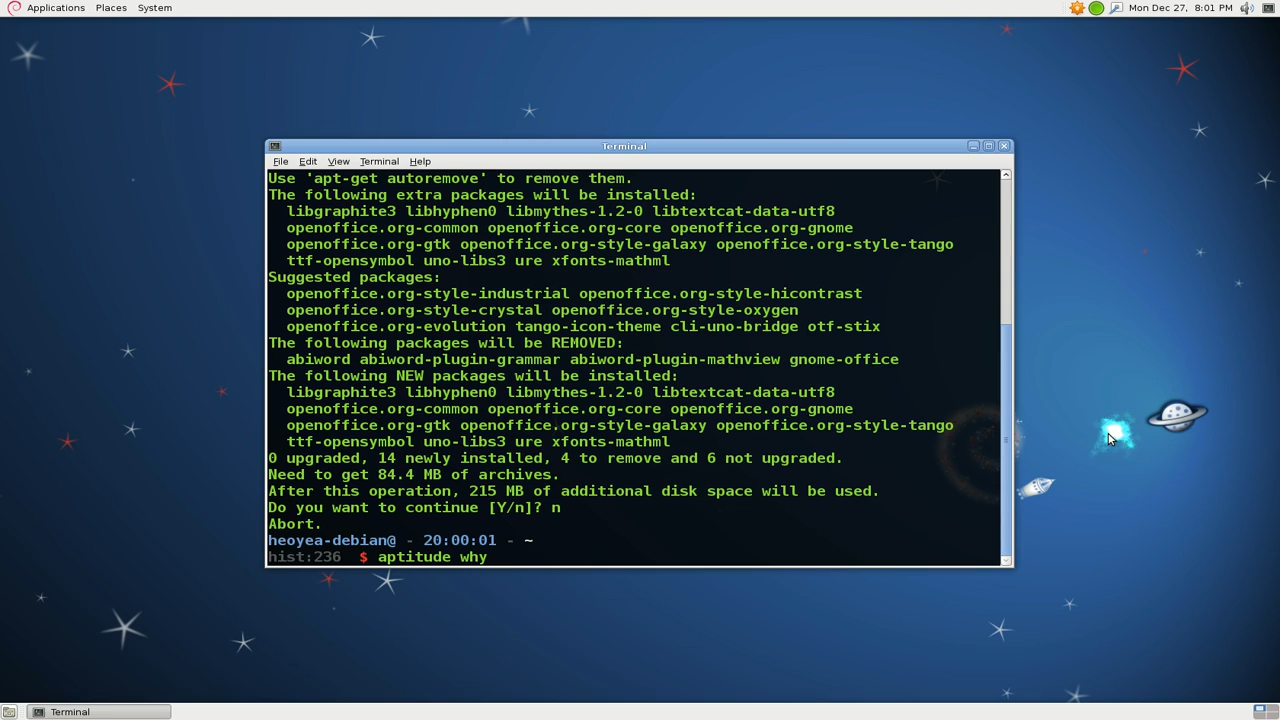 Applications Places System Mon Dec 27, 8:01 PM
Terminal
File Edit View Terminal Help
Use 'apt-get autoremove' to remove them.
The following extra packages will be installed:
libgraphite3 libhyphen0 libmythes-1.2-0 libtextcat-data-utf8
openoffice.org-common openoffice.org-core openoffice.org-gnome
openoffice.org-gtk openoffice.org-style-galaxy openoffice.org-style-tango
ttf-opensymbol uno-libs3 ure xfonts-mathml
Suggested packages:
openoffice.org-style-industrial openoffice.org-style-hicontrast
openoffice.org-style-crystal openoffice.org-style-oxygen
openoffice.org-evolution tango-icon-theme cli-uno-bridge otf-stix
The following packages will be REMOVED:
abiword abiword-plugin-grammar abiword-plugin-mathview gnome-office
The following NEW packages will be installed:
libgraphite3 libhyphen0 libmythes-1.2-0 libtextcat-data-utf8
openoffice.org-common openoffice.org-core openoffice.org-gnome
openoffice.org-gtk openoffice.org-style-galaxy openoffice.org-style-tango
ttf-opensymbol uno-libs3 ure xfonts-mathml
0 upgraded, 14 newly installed, 4 to remove and 6 not upgraded.
Need to get 84.4 MB of archives.
After this operation, 215 MB of additional disk space will be used.
Do you want to continue [Y/n]? n
Abort.
heoyea-debian@ - 20:00:01 - ~
hist:236 $ aptitude why
Terminal